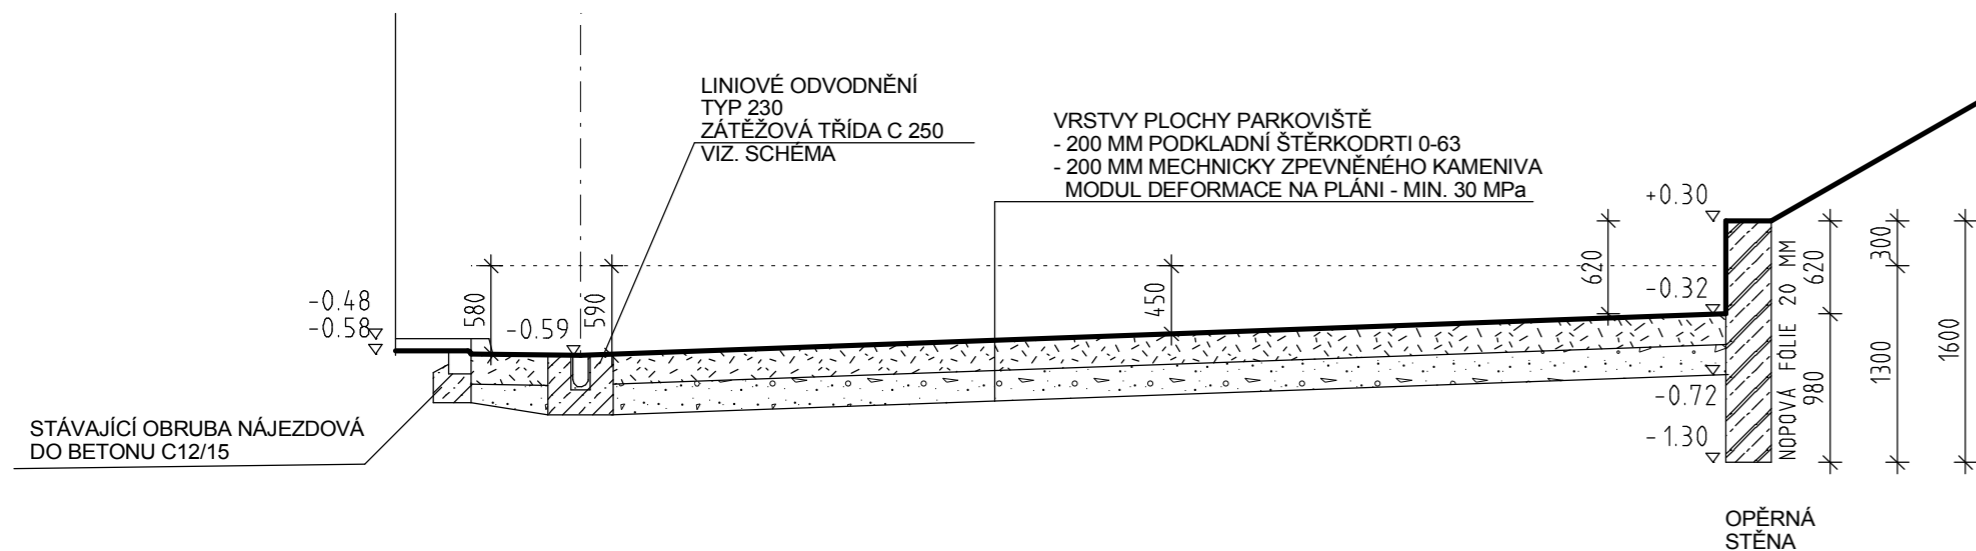 LINIOVÉ ODVODNĚNÍ
TYP 230
ZÁTĚŽOVÁ TŘÍDA C 250
VIZ. SCHÉMA
VRSTVY PLOCHY PARKOVIŠTĚ
- 200 MM PODKLADNÍ ŠTĚRKODRTI 0-63
- 200 MM MECHNICKY ZPEVNĚNÉHO KAMENIVA
MODUL DEFORMACE NA PLÁNI - MIN. 30 MPa
+0.30
-0.48
-0.58
580
-0.59
590
450
620
-0.32
-0.72
-1.30
NOPOVÁ FÓLIE 20 MM
620
980
300
1300
1600
STÁVAJÍCÍ OBRUBA NÁJEZDOVÁ
DO BETONU C12/15
OPĚRNÁ
STĚNA